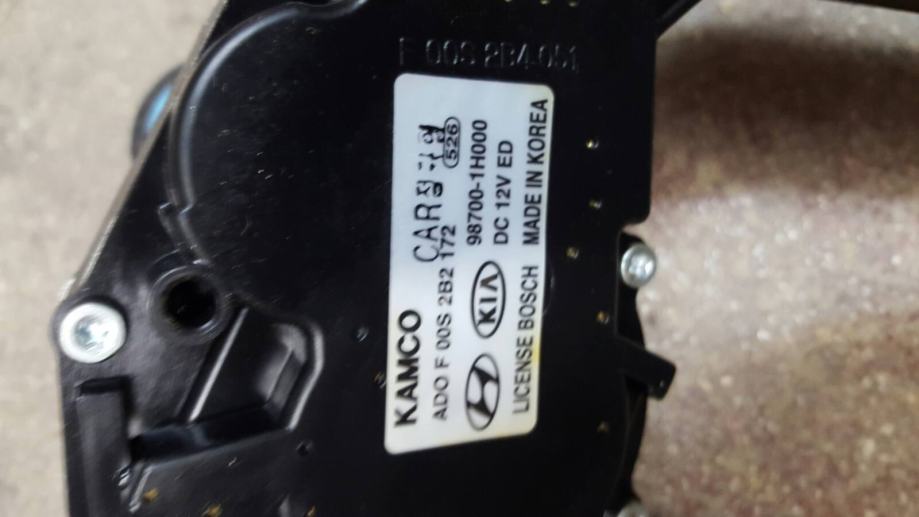 F 00S 2B4 051
KAMCO
CAR
526
ADO F 00S 2B2 172
KIA
98700-1H000
DC 12V ED
LICENSE BOSCH MADE IN KOREA